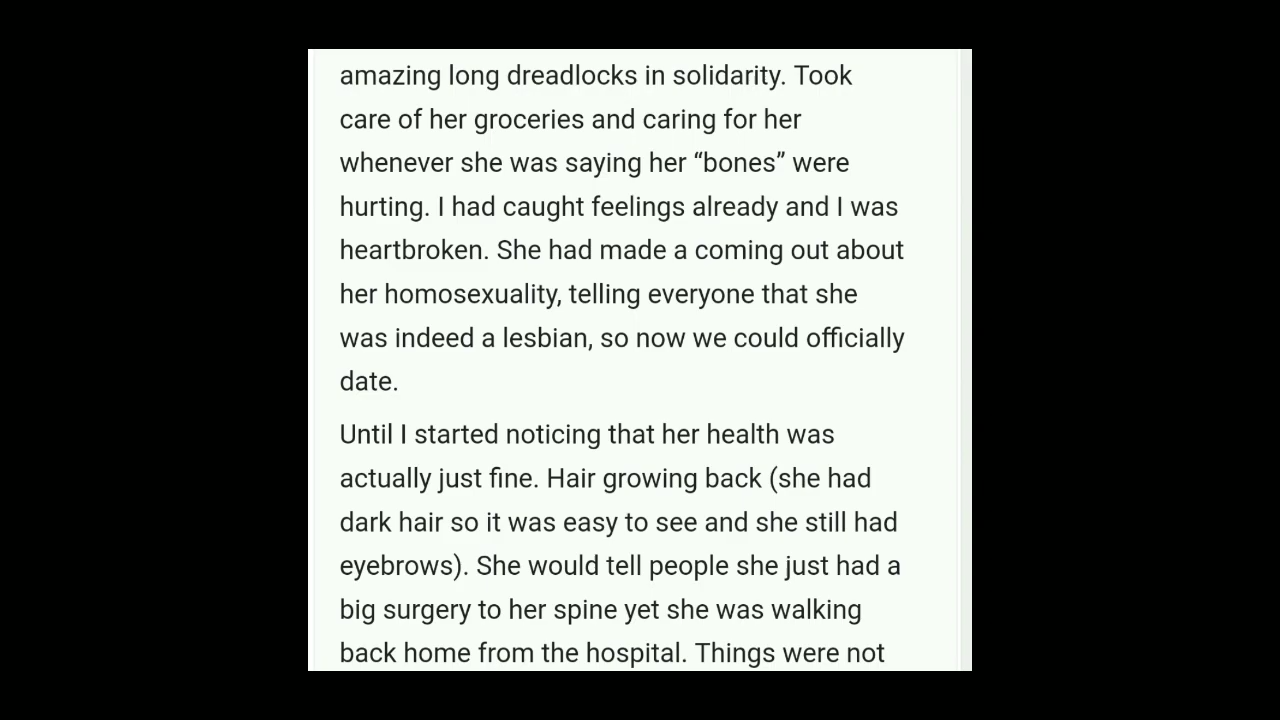 amazing long dreadlocks in solidarity. Took
care of her groceries and caring for her
whenever she was saying her “bones” were
hurting. I had caught feelings already and I was
heartbroken. She had made a coming out about
her homosexuality, telling everyone that she
was indeed a lesbian, so now we could officially
date.
Until I started noticing that her health was
actually just fine. Hair growing back (she had
dark hair so it was easy to see and she still had
eyebrows). She would tell people she just had a
big surgery to her spine yet she was walking
back home from the hospital. Things were not